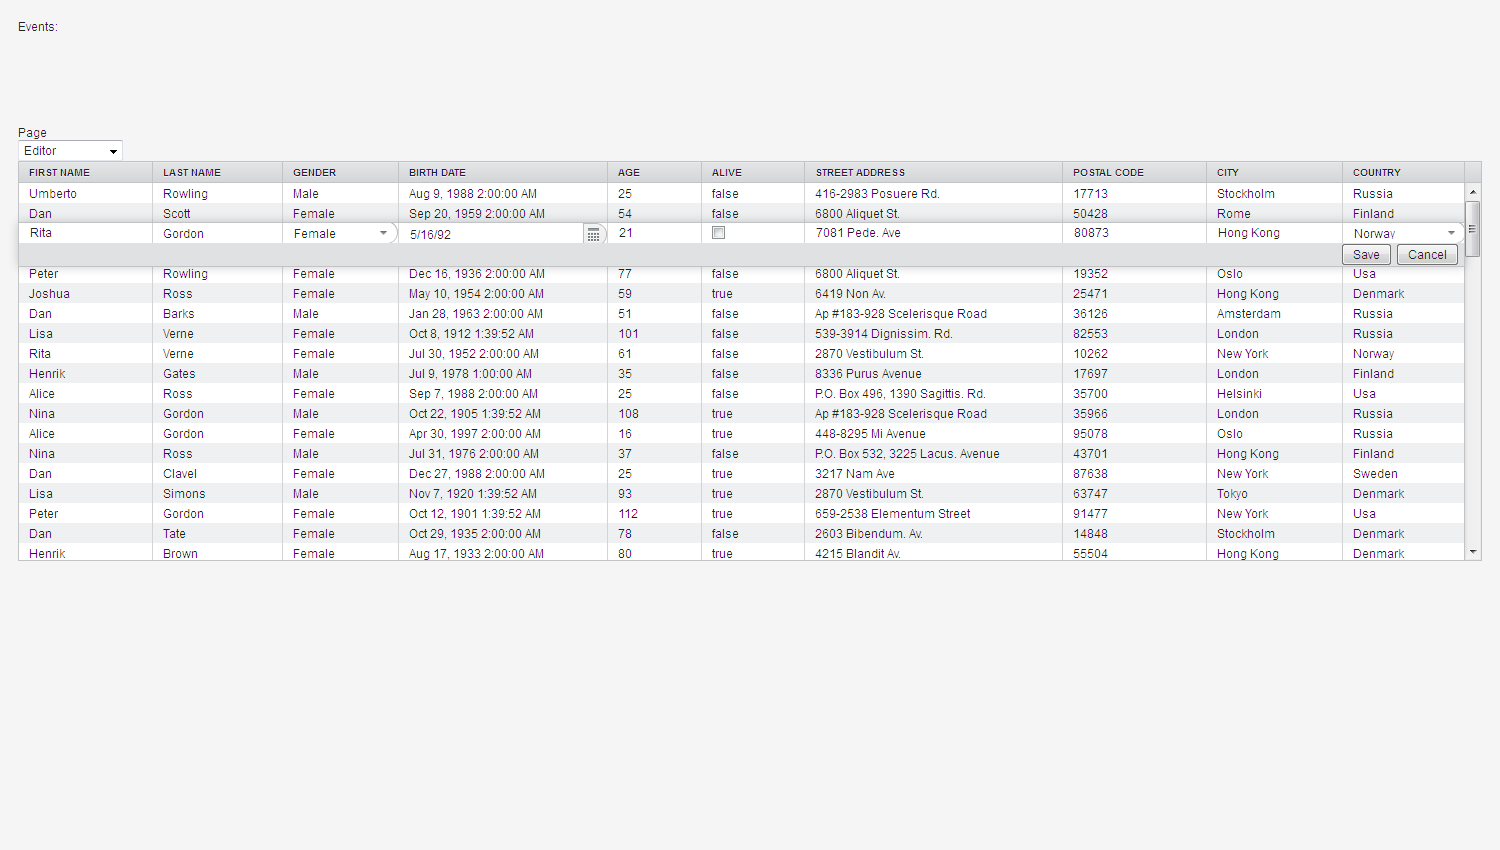 Events:
Page
Editor
FIRST NAME LAST NAME GENDER BIRTH DATE AGE ALIVE STREET ADDRESS POSTAL CODE CITY COUNTRY
Umberto Rowling Male Aug 9, 1988 2:00:00 AM 25 false 416-2983 Posuere Rd. 17713 Stockholm Russia
Dan Scott Female Sep 20, 1959 2:00:00 AM 54 false 6800 Aliquet St. 50428 Rome Finland
Rita Gordon Female 5/16/92 21 7081 Pede. Ave 80873 Hong Kong Norway
Save Cancel
Peter Rowling Female Dec 16, 1936 2:00:00 AM 77 false 6800 Aliquet St. 19352 Oslo Usa
Joshua Ross Female May 10, 1954 2:00:00 AM 59 true 6419 Non Av. 25471 Hong Kong Denmark
Dan Barks Male Jan 28, 1963 2:00:00 AM 51 false Ap #183-928 Scelerisque Road 36126 Amsterdam Russia
Lisa Verne Female Oct 8, 1912 1:39:52 AM 101 false 539-3914 Dignissim. Rd. 82553 London Russia
Rita Verne Female Jul 30, 1952 2:00:00 AM 61 false 2870 Vestibulum St. 10262 New York Norway
Henrik Gates Male Jul 9, 1978 1:00:00 AM 35 false 8336 Purus Avenue 17697 London Finland
Alice Ross Female Sep 7, 1988 2:00:00 AM 25 false P.O. Box 496, 1390 Sagittis. Rd. 35700 Helsinki Usa
Nina Gordon Male Oct 22, 1905 1:39:52 AM 108 true Ap #183-928 Scelerisque Road 35966 London Russia
Alice Gordon Female Apr 30, 1997 2:00:00 AM 16 true 448-8295 Mi Avenue 95078 Oslo Russia
Nina Ross Male Jul 31, 1976 2:00:00 AM 37 false P.O. Box 532, 3225 Lacus. Avenue 43701 Hong Kong Finland
Dan Clavel Female Dec 27, 1988 2:00:00 AM 25 true 3217 Nam Ave 87638 New York Sweden
Lisa Simons Male Nov 7, 1920 1:39:52 AM 93 true 2870 Vestibulum St. 63747 Tokyo Denmark
Peter Gordon Female Oct 12, 1901 1:39:52 AM 112 true 659-2538 Elementum Street 91477 New York Usa
Dan Tate Female Oct 29, 1935 2:00:00 AM 78 false 2603 Bibendum. Av. 14848 Stockholm Denmark
Henrik Brown Female Aug 17, 1933 2:00:00 AM 80 true 4215 Blandit Av. 55504 Hong Kong Denmark